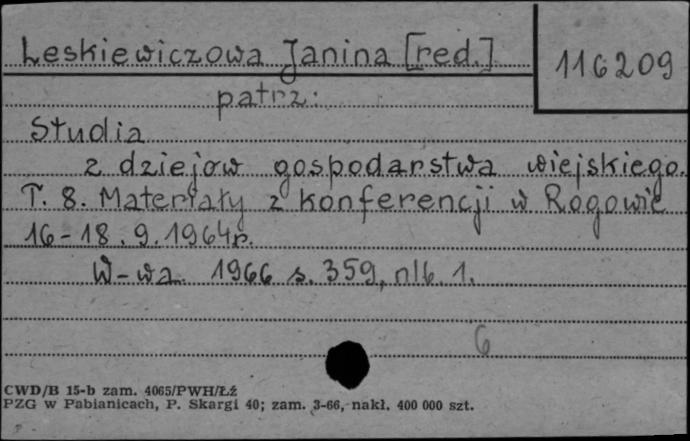 Leskiewiczowa Janina [red.]
116209
patrz:
Studia
z dziejow gospodarstwa wiejskiego.
T. 8. Materiały z konferencji w Rogowie
16-18.9.1964r.
W-wa 1966 s. 359, nlb. 1.
6
CWD/B 15-b zam. 4065/PWH/Łź
PZG w Pabianicach, P. Skargi 40; zam. 3-66, nakł. 400 000 szt.